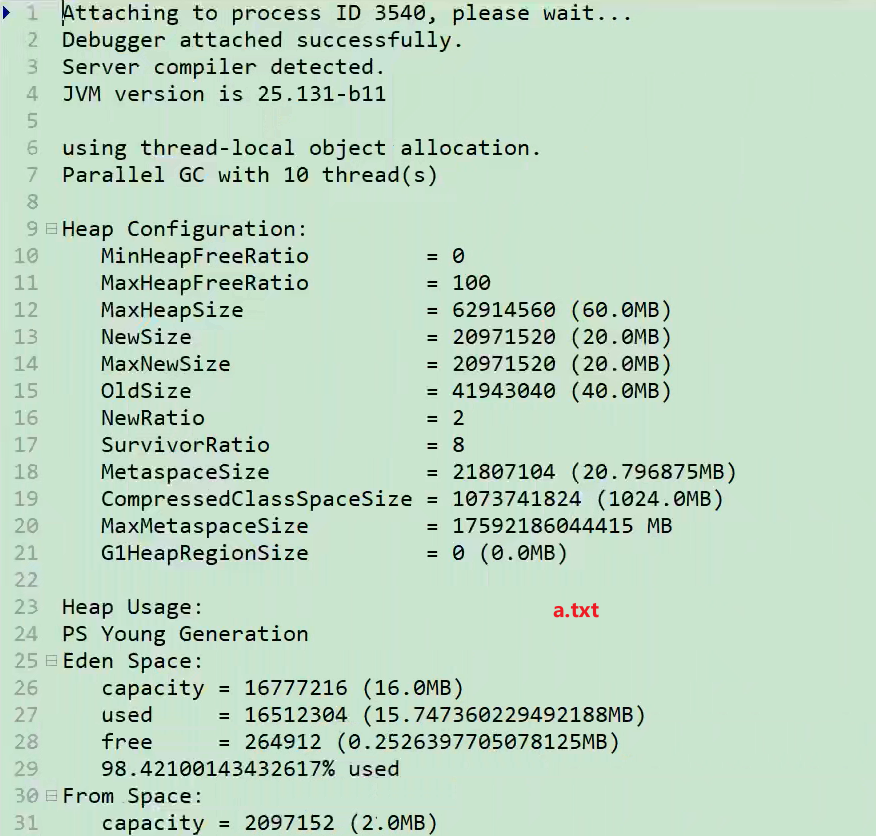 1 Attaching to process ID 3540, please wait...
2 Debugger attached successfully.
3 Server compiler detected.
4 JVM version is 25.131-b11
5
6 using thread-local object allocation.
7 Parallel GC with 10 thread(s)
8
9 Heap Configuration:
10 MinHeapFreeRatio = 0
11 MaxHeapFreeRatio = 100
12 MaxHeapSize = 62914560 (60.0MB)
13 NewSize = 20971520 (20.0MB)
14 MaxNewSize = 20971520 (20.0MB)
15 OldSize = 41943040 (40.0MB)
16 NewRatio = 2
17 SurvivorRatio = 8
18 MetaspaceSize = 21807104 (20.796875MB)
19 CompressedClassSpaceSize = 1073741824 (1024.0MB)
20 MaxMetaspaceSize = 17592186044415 MB
21 G1HeapRegionSize = 0 (0.0MB)
22
23 Heap Usage:
a.txt
24 PS Young Generation
25 Eden Space:
26 capacity = 16777216 (16.0MB)
27 used = 16512304 (15.747360229492188MB)
28 free = 264912 (0.2526397705078125MB)
29 98.42100143432617% used
30 From Space:
31 capacity = 2097152 (2.0MB)